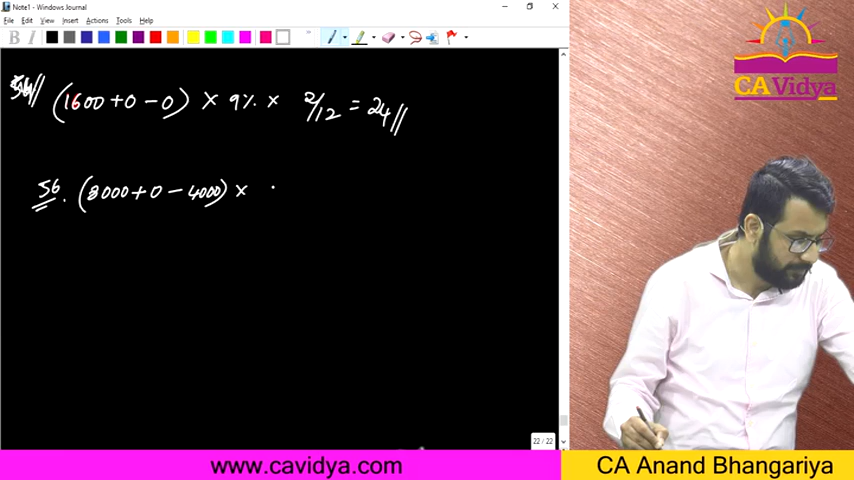 Note1 - Windows Journal
File Edit View Insert Actions Tools Help
B I
(1600 + 0 - 0) × 9% × 2/12 = 24//
56. (8000 + 0 - 4000) ×
22 / 22
CA Vidya
www.cavidya.com
CA Anand Bhangariya